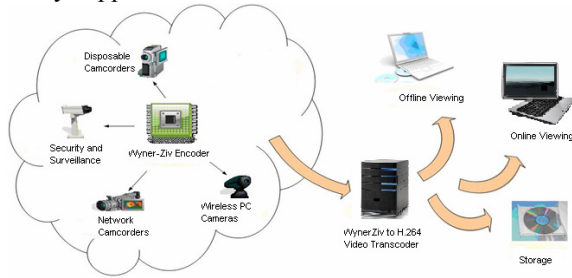 Disposable
Camcorders
Offline Viewing
Online Viewing
Security and
Surveillance
Wyner-Ziv Encoder
Wireless PC
Cameras
Network
Camcorders
WynerZiv to H.264
Video Transcoder
Storage